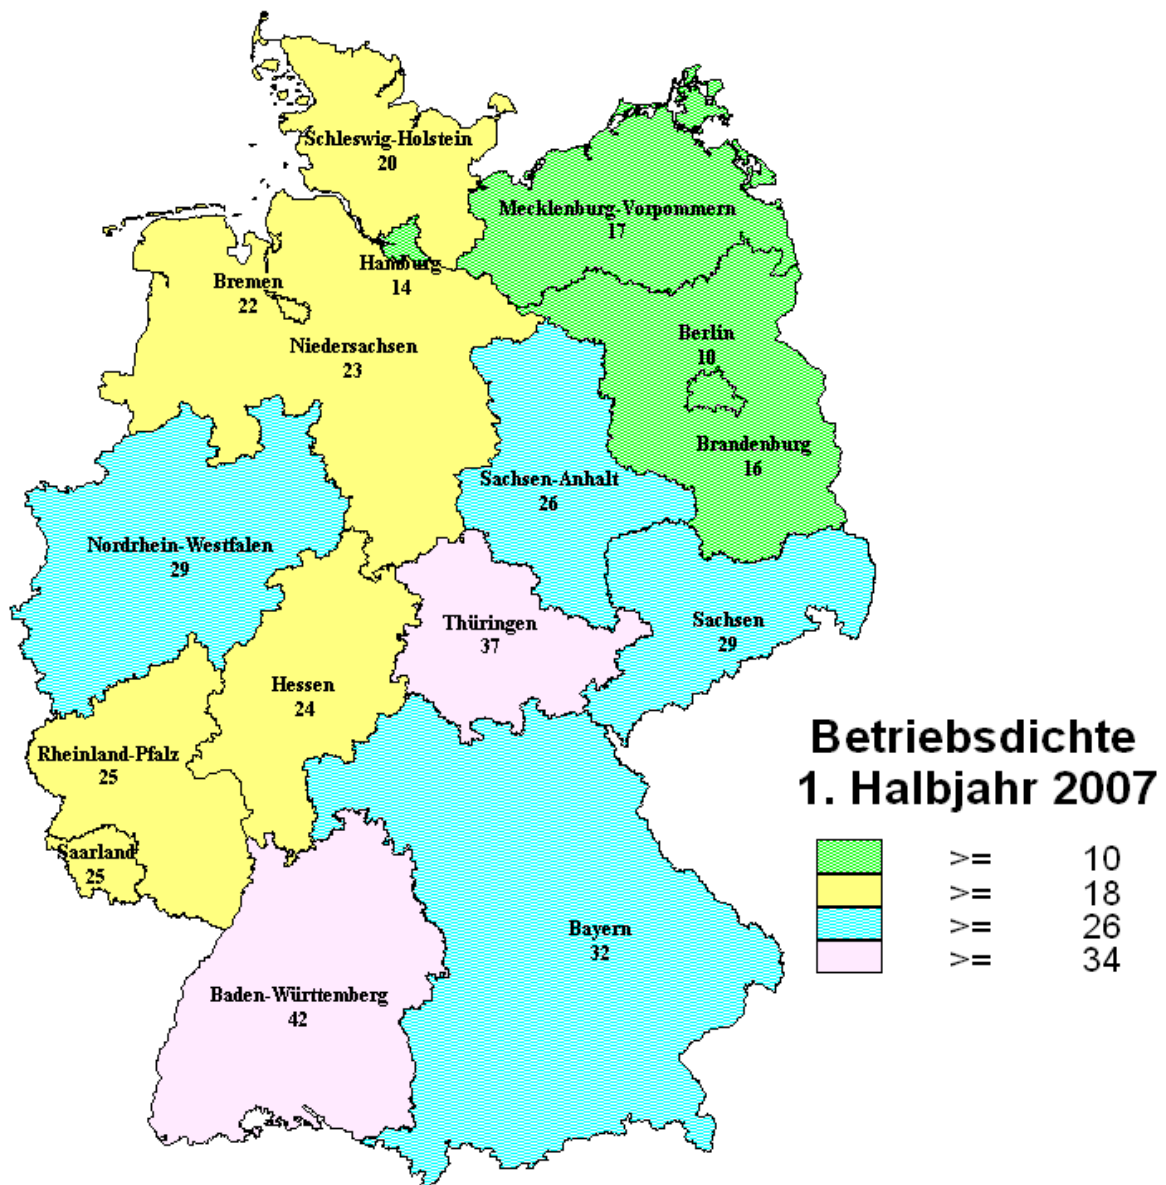 Schleswig-Holstein
20
Mecklenburg-Vorpommern
17
Hamburg
14
Bremen
22
Niedersachsen
23
Berlin
10
Brandenburg
16
Sachsen-Anhalt
26
Nordrhein-Westfalen
29
Thüringen
37
Sachsen
29
Hessen
24
Rheinland-Pfalz
25
Saarland
25
Bayern
32
Baden-Württemberg
42
Betriebsdichte
1. Halbjahr 2007
>= 10
>= 18
>= 26
>= 34